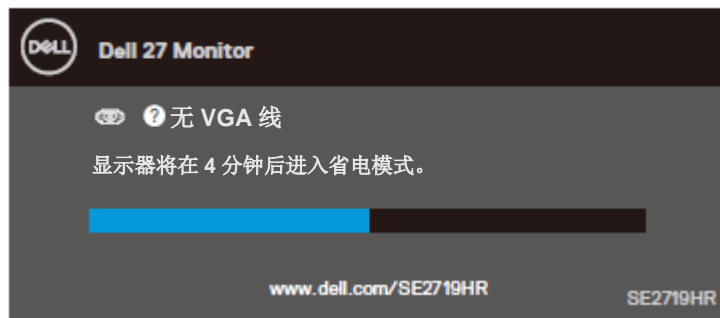 DELL
Dell 27 Monitor
? 无 VGA 线
显示器将在 4 分钟后进入省电模式。
www.dell.com/SE2719HR
SE2719HR